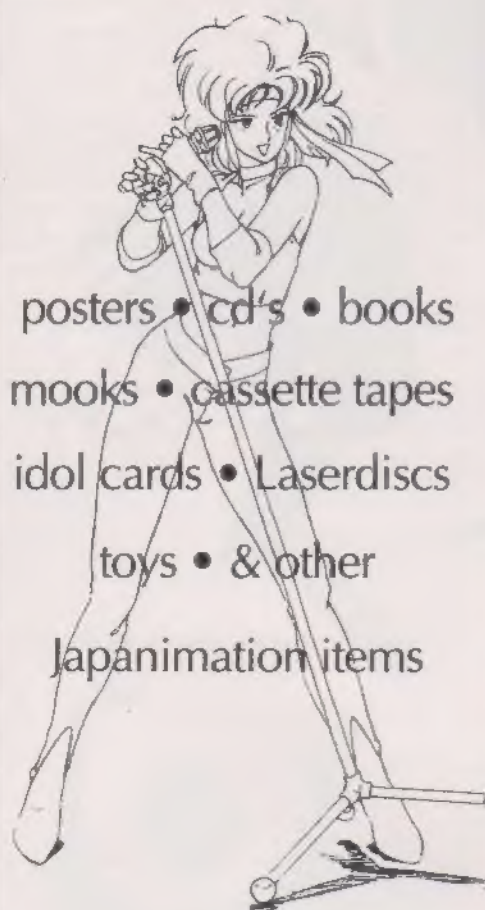 posters • cd's • books
mooks • cassette tapes
idol cards • Laserdiscs
toys • & other
Japanimation items